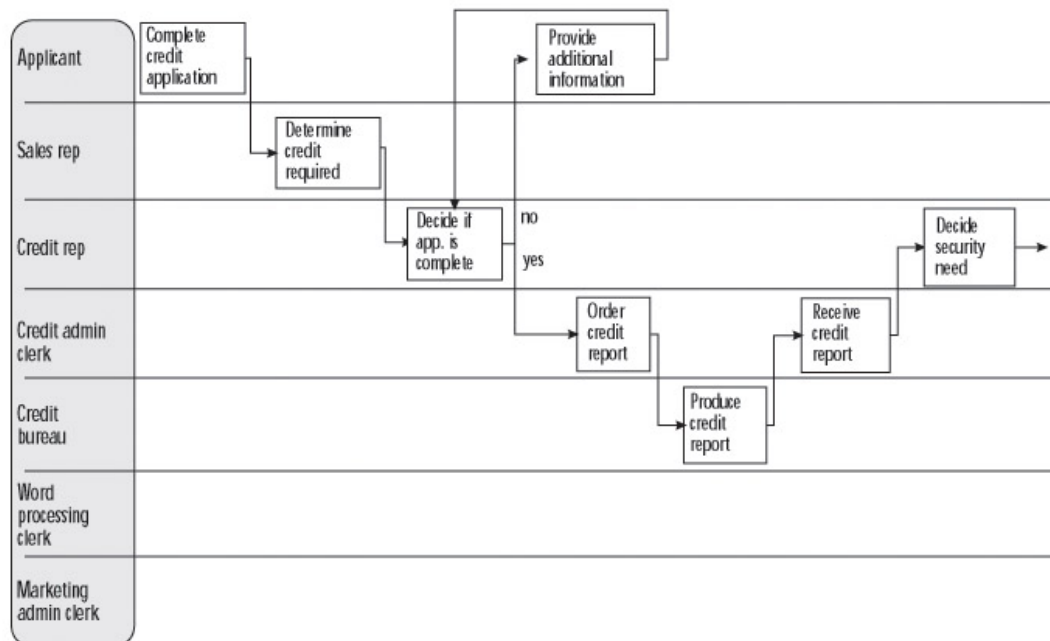 Applicant
Complete
credit
application
Provide
additional
information
Sales rep
Determine
credit
required
Credit rep
Decide if
app. is
complete
no
yes
Decide
security
need
Credit admin
clerk
Order
credit
report
Receive
credit
report
Credit
bureau
Produce
credit
report
Word
processing
clerk
Marketing
admin clerk